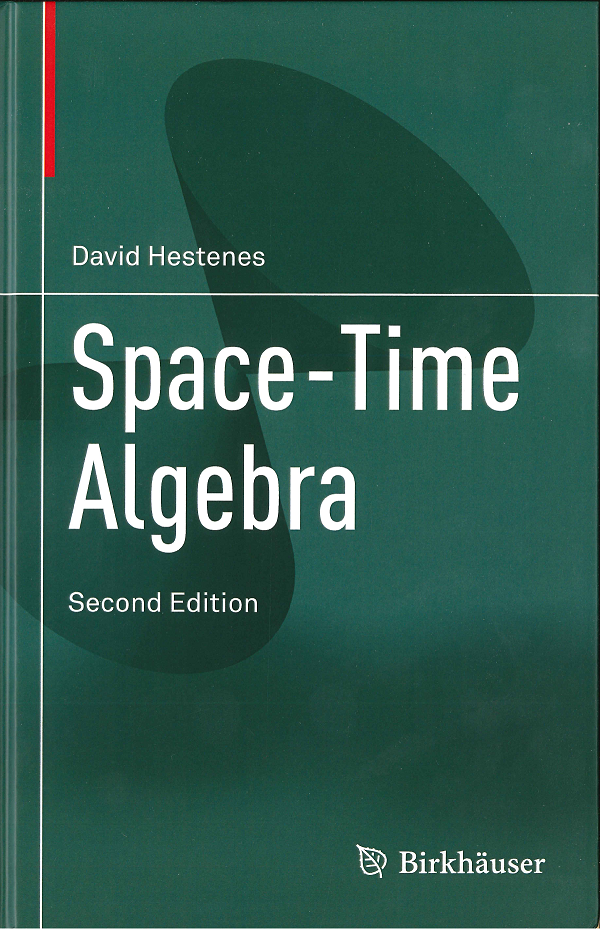 David Hestenes
Space-Time
Algebra
Second Edition
Birkhäuser